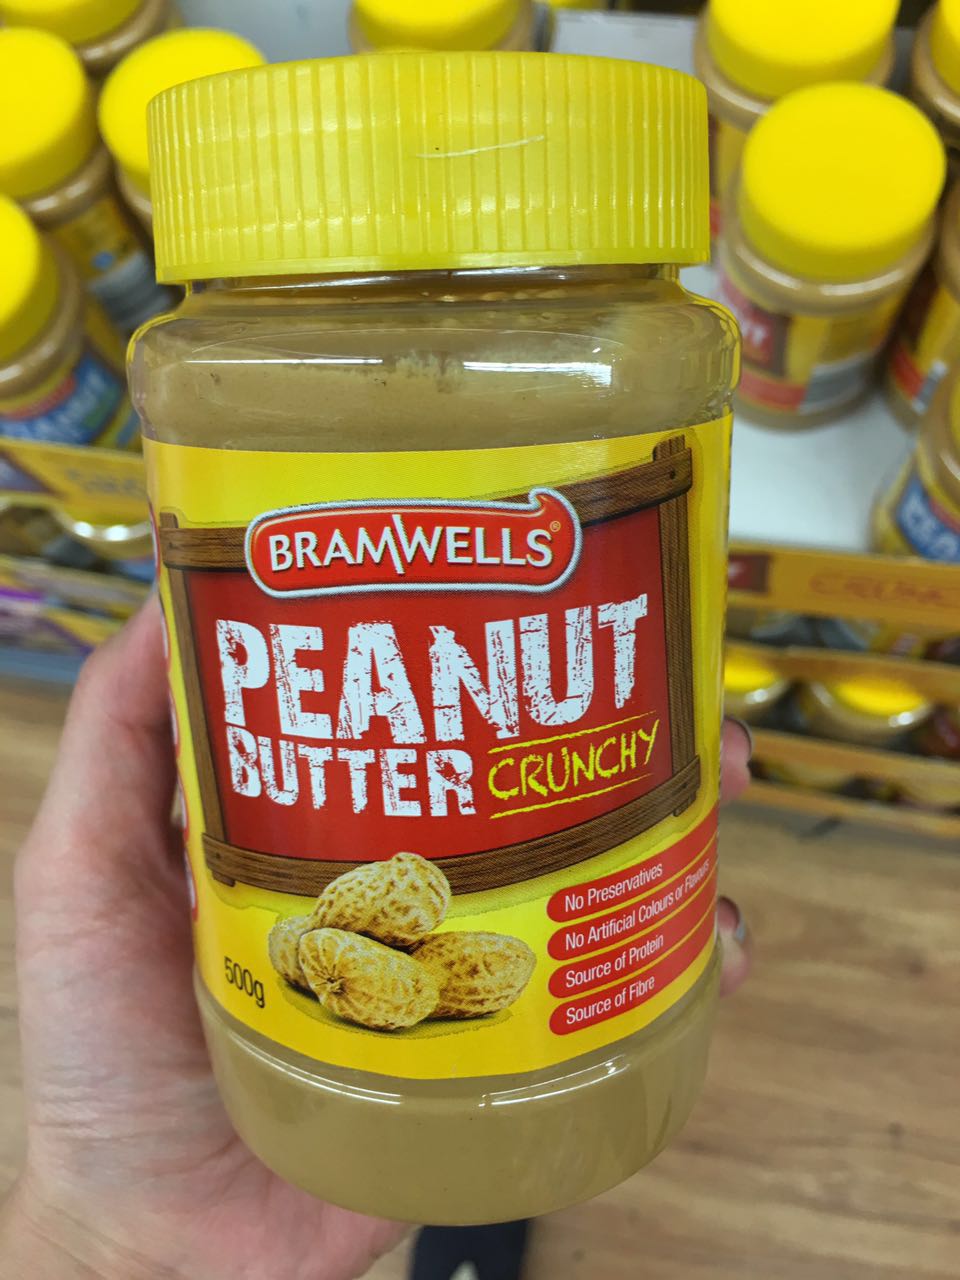 BRAMWELLS®
PEANUT
BUTTER CRUNCHY
No Preservatives
No Artificial Colours or Flavours
Source of Protein
Source of Fibre
500g